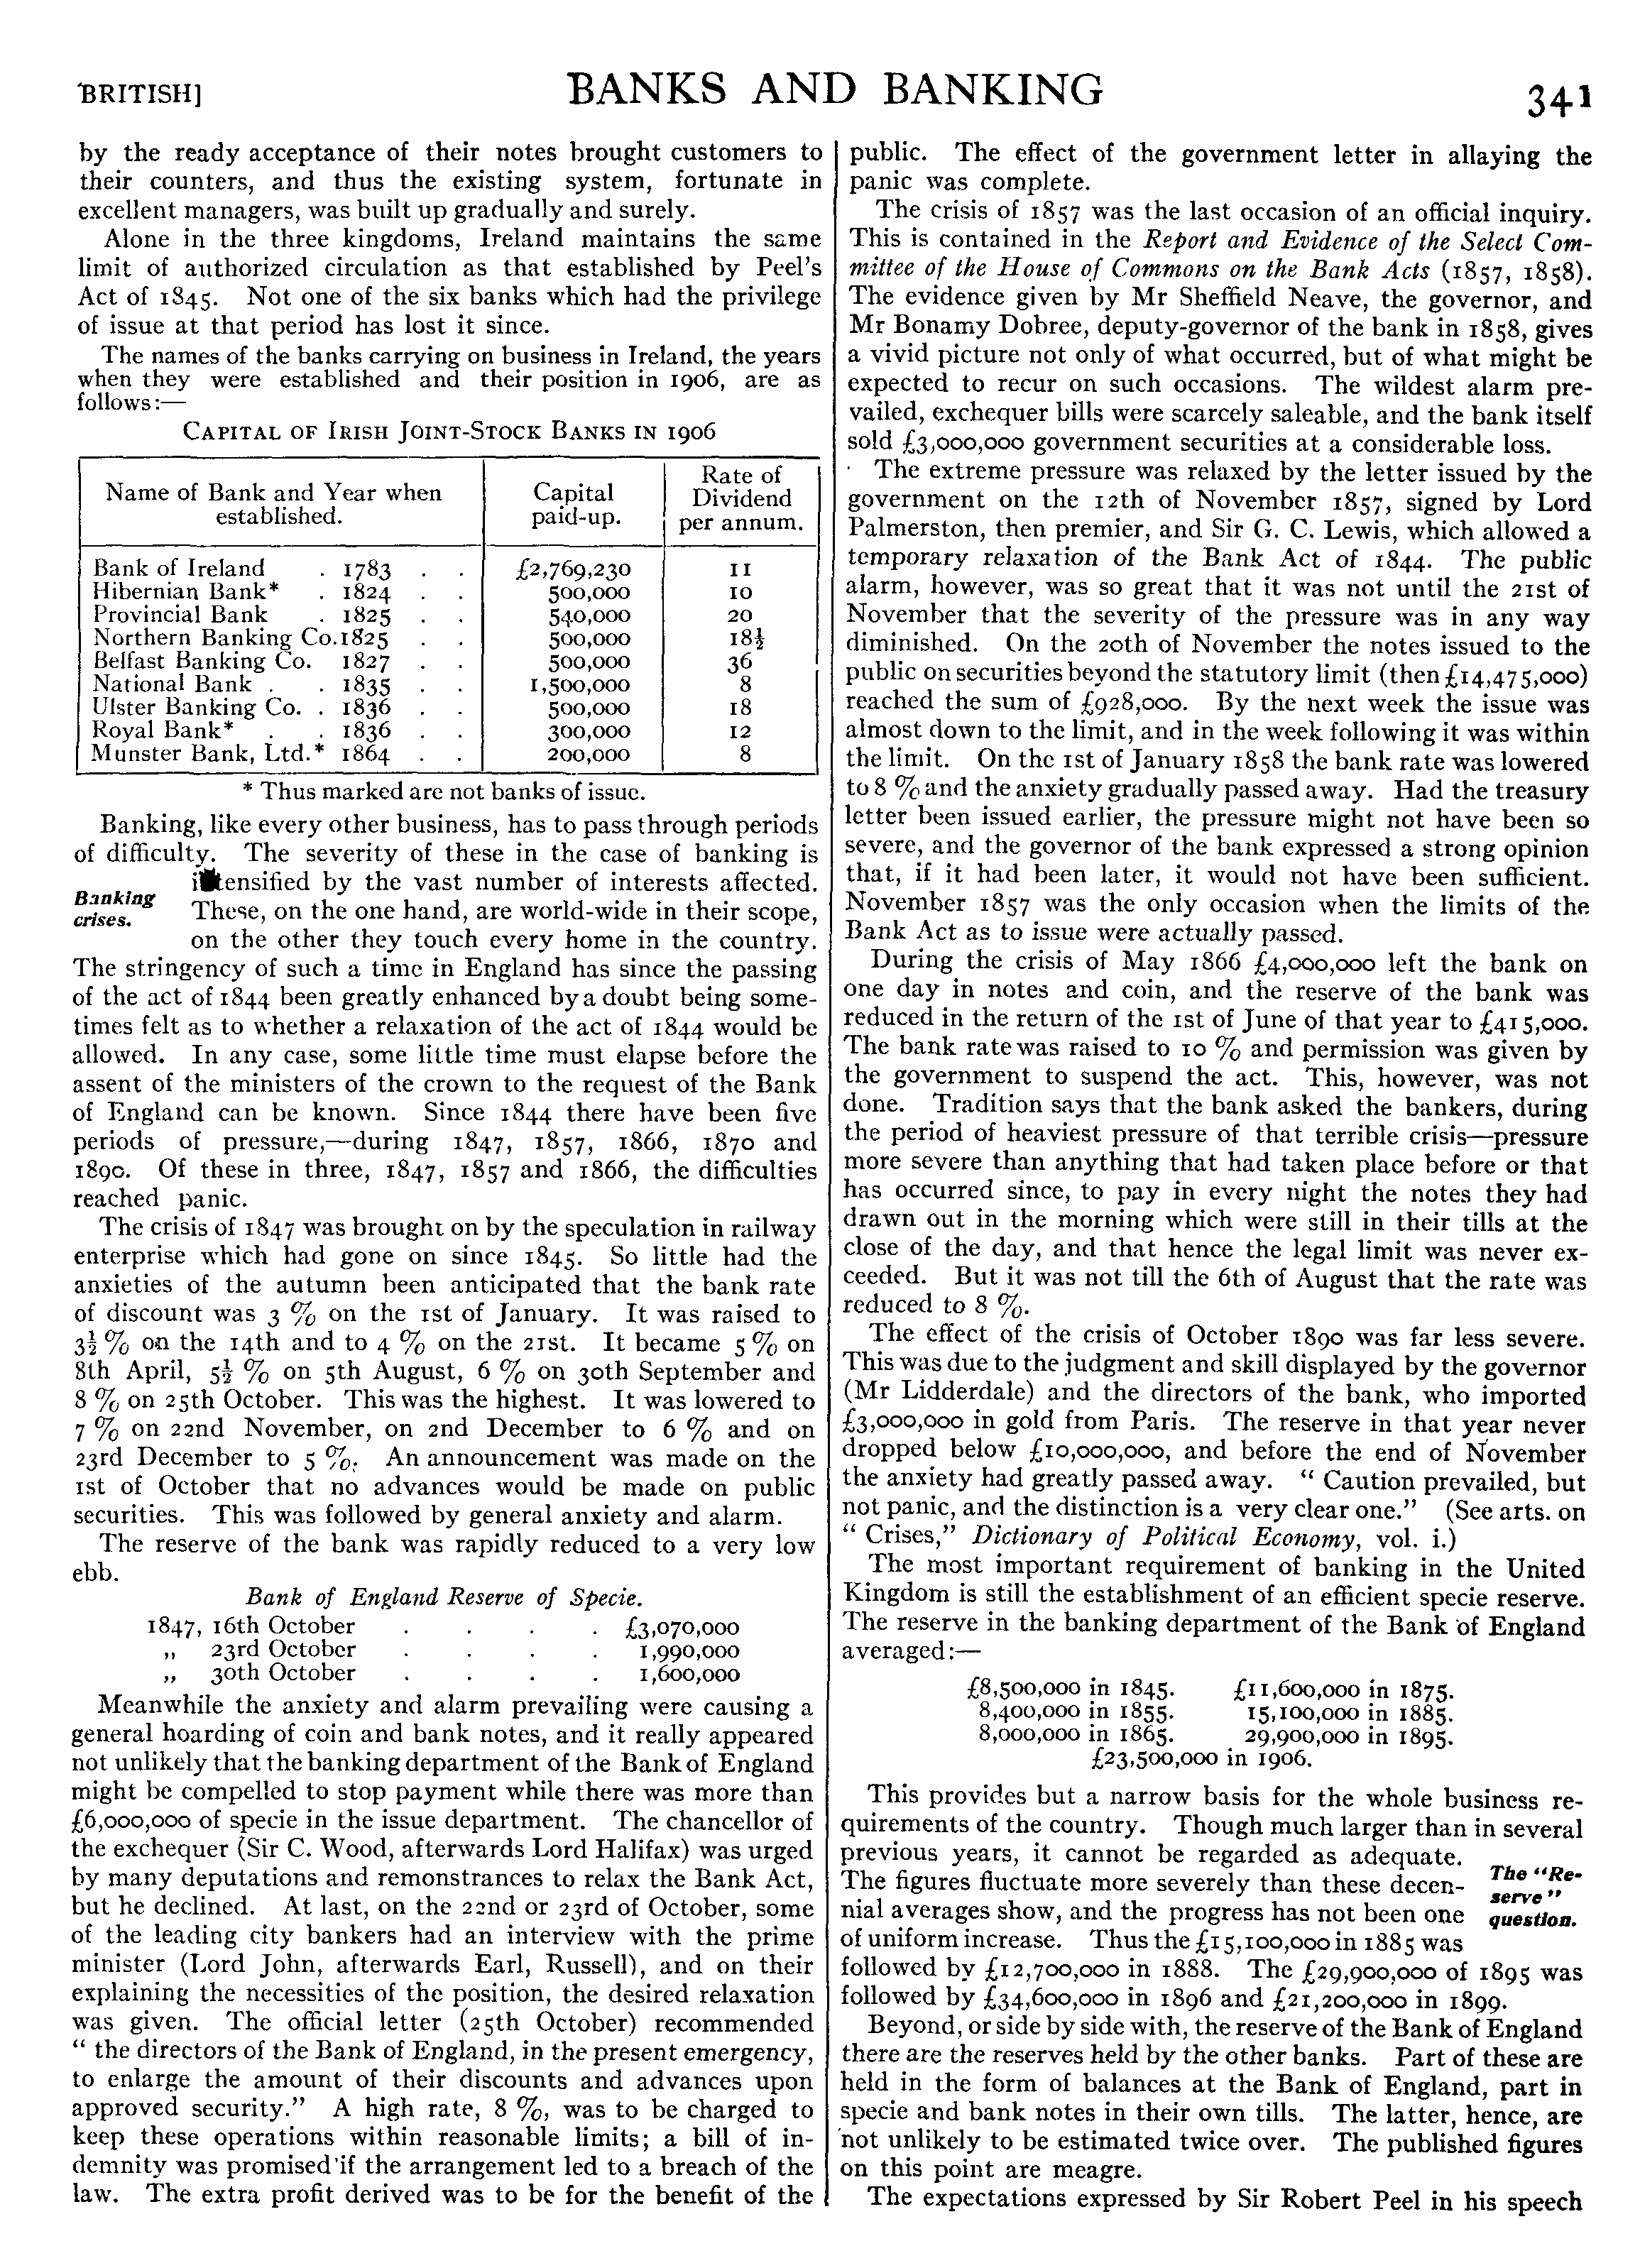 BRITISH]
BANKS AND BANKING
341
by the ready acceptance of their notes brought customers to
their counters, and thus the existing system, fortunate in
excellent managers, was built up gradually and surely.
Alone in the three kingdoms, Ireland maintains the same
limit of authorized circulation as that established by Peel's
Act of 1845. Not one of the six banks which had the privilege
of issue at that period has lost it since.
The names of the banks carrying on business in Ireland, the years
when they were established and their position in 1906, are as
follows:—
CAPITAL OF IRISH JOINT-STOCK BANKS IN 1906
Name of Bank and Year when
established.
Capital
paid-up.
Rate of
Dividend
per annum.
Bank of Ireland . 1783 . . £2,769,230 11
Hibernian Bank* . 1824 . . 500,000 10
Provincial Bank . 1825 . . 540,000 20
Northern Banking Co. 1825 . . 500,000 18½
Belfast Banking Co. 1827 . . 500,000 36
National Bank . . 1835 . . 1,500,000 8
Ulster Banking Co. . 1836 . . 500,000 18
Royal Bank* . . 1836 . . 300,000 12
Munster Bank, Ltd.* 1864 . . 200,000 8
* Thus marked are not banks of issue.
Banking, like every other business, has to pass through periods
of difficulty. The severity of these in the case of banking is
intensified by the vast number of interests affected.
Banking
crises.
These, on the one hand, are world-wide in their scope,
on the other they touch every home in the country.
The stringency of such a time in England has since the passing
of the act of 1844 been greatly enhanced by a doubt being some-
times felt as to whether a relaxation of the act of 1844 would be
allowed. In any case, some little time must elapse before the
assent of the ministers of the crown to the request of the Bank
of England can be known. Since 1844 there have been five
periods of pressure,—during 1847, 1857, 1866, 1870 and
1890. Of these in three, 1847, 1857 and 1866, the difficulties
reached panic.
The crisis of 1847 was brought on by the speculation in railway
enterprise which had gone on since 1845. So little had the
anxieties of the autumn been anticipated that the bank rate
of discount was 3 % on the 1st of January. It was raised to
3½ % on the 14th and to 4 % on the 21st. It became 5 % on
8th April, 5½ % on 5th August, 6 % on 30th September and
8 % on 25th October. This was the highest. It was lowered to
7 % on 22nd November, on 2nd December to 6 % and on
23rd December to 5 %. An announcement was made on the
1st of October that no advances would be made on public
securities. This was followed by general anxiety and alarm.
The reserve of the bank was rapidly reduced to a very low
ebb.
Bank of England Reserve of Specie.
1847, 16th October . . . . £3,070,000
,, 23rd October . . . . 1,990,000
,, 30th October . . . . 1,600,000
Meanwhile the anxiety and alarm prevailing were causing a
general hoarding of coin and bank notes, and it really appeared
not unlikely that the banking department of the Bank of England
might be compelled to stop payment while there was more than
£6,000,000 of specie in the issue department. The chancellor of
the exchequer (Sir C. Wood, afterwards Lord Halifax) was urged
by many deputations and remonstrances to relax the Bank Act,
but he declined. At last, on the 22nd or 23rd of October, some
of the leading city bankers had an interview with the prime
minister (Lord John, afterwards Earl, Russell), and on their
explaining the necessities of the position, the desired relaxation
was given. The official letter (25th October) recommended
“ the directors of the Bank of England, in the present emergency,
to enlarge the amount of their discounts and advances upon
approved security.” A high rate, 8 %, was to be charged to
keep these operations within reasonable limits; a bill of in-
demnity was promised if the arrangement led to a breach of the
law. The extra profit derived was to be for the benefit of the
public. The effect of the government letter in allaying the
panic was complete.
The crisis of 1857 was the last occasion of an official inquiry.
This is contained in the Report and Evidence of the Select Com-
mittee of the House of Commons on the Bank Acts (1857, 1858).
The evidence given by Mr Sheffield Neave, the governor, and
Mr Bonamy Dobree, deputy-governor of the bank in 1858, gives
a vivid picture not only of what occurred, but of what might be
expected to recur on such occasions. The wildest alarm pre-
vailed, exchequer bills were scarcely saleable, and the bank itself
sold £3,000,000 government securities at a considerable loss.
The extreme pressure was relaxed by the letter issued by the
government on the 12th of November 1857, signed by Lord
Palmerston, then premier, and Sir G. C. Lewis, which allowed a
temporary relaxation of the Bank Act of 1844. The public
alarm, however, was so great that it was not until the 21st of
November that the severity of the pressure was in any way
diminished. On the 20th of November the notes issued to the
public on securities beyond the statutory limit (then £14,475,000)
reached the sum of £928,000. By the next week the issue was
almost down to the limit, and in the week following it was within
the limit. On the 1st of January 1858 the bank rate was lowered
to 8 % and the anxiety gradually passed away. Had the treasury
letter been issued earlier, the pressure might not have been so
severe, and the governor of the bank expressed a strong opinion
that, if it had been later, it would not have been sufficient.
November 1857 was the only occasion when the limits of the
Bank Act as to issue were actually passed.
During the crisis of May 1866 £4,000,000 left the bank on
one day in notes and coin, and the reserve of the bank was
reduced in the return of the 1st of June of that year to £415,000.
The bank rate was raised to 10 % and permission was given by
the government to suspend the act. This, however, was not
done. Tradition says that the bank asked the bankers, during
the period of heaviest pressure of that terrible crisis—pressure
more severe than anything that had taken place before or that
has occurred since, to pay in every night the notes they had
drawn out in the morning which were still in their tills at the
close of the day, and that hence the legal limit was never ex-
ceeded. But it was not till the 6th of August that the rate was
reduced to 8 %.
The effect of the crisis of October 1890 was far less severe.
This was due to the judgment and skill displayed by the governor
(Mr Lidderdale) and the directors of the bank, who imported
£3,000,000 in gold from Paris. The reserve in that year never
dropped below £10,000,000, and before the end of November
the anxiety had greatly passed away. “ Caution prevailed, but
not panic, and the distinction is a very clear one.” (See arts. on
“ Crises,” Dictionary of Political Economy, vol. i.)
The most important requirement of banking in the United
Kingdom is still the establishment of an efficient specie reserve.
The reserve in the banking department of the Bank of England
averaged:—
£8,500,000 in 1845. £11,600,000 in 1875.
8,400,000 in 1855. 15,100,000 in 1885.
8,000,000 in 1865. 29,900,000 in 1895.
£23,500,000 in 1906.
This provides but a narrow basis for the whole business re-
quirements of the country. Though much larger than in several
previous years, it cannot be regarded as adequate.
The “Re-
serve”
question.
The figures fluctuate more severely than these decen-
nial averages show, and the progress has not been one
of uniform increase. Thus the £15,100,000 in 1885 was
followed by £12,700,000 in 1888. The £29,900,000 of 1895 was
followed by £34,600,000 in 1896 and £21,200,000 in 1899.
Beyond, or side by side with, the reserve of the Bank of England
there are the reserves held by the other banks. Part of these are
held in the form of balances at the Bank of England, part in
specie and bank notes in their own tills. The latter, hence, are
not unlikely to be estimated twice over. The published figures
on this point are meagre.
The expectations expressed by Sir Robert Peel in his speech